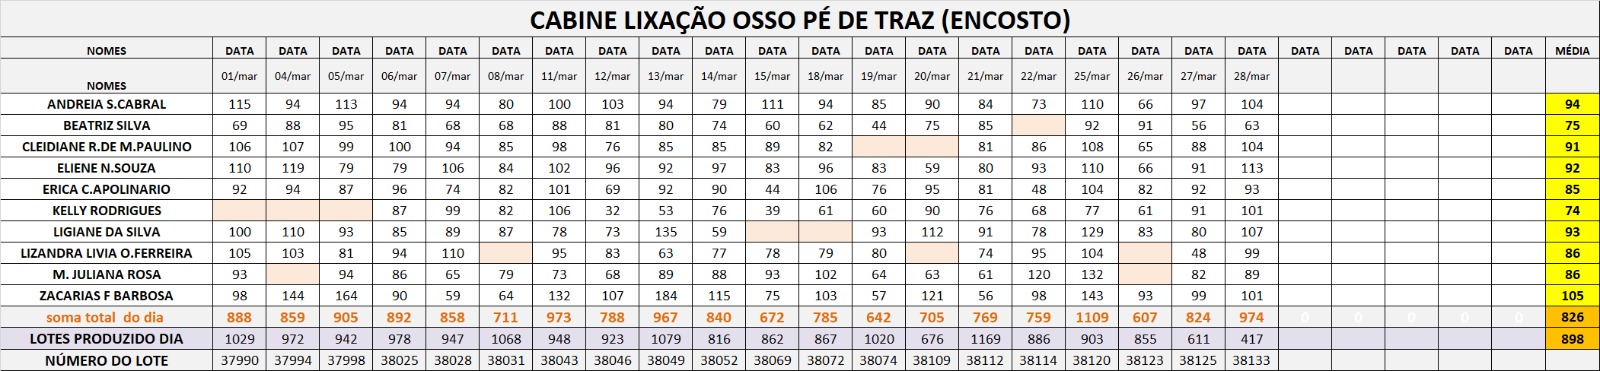 CABINE LIXAÇÃO OSSO PÉ DE TRAZ (ENCOSTO)
NOMES DATA DATA DATA DATA DATA DATA DATA DATA DATA DATA DATA DATA DATA DATA DATA DATA DATA DATA DATA DATA DATA DATA DATA DATA DATA MÉDIA
NOMES 01/mar 04/mar 05/mar 06/mar 07/mar 08/mar 11/mar 12/mar 13/mar 14/mar 15/mar 18/mar 19/mar 20/mar 21/mar 22/mar 25/mar 26/mar 27/mar 28/mar
ANDREIA S.CABRAL 115 94 113 94 94 80 100 103 94 79 111 94 85 90 84 73 110 66 97 104 94
BEATRIZ SILVA 69 88 95 81 68 68 88 81 80 74 60 62 44 75 85 92 91 56 63 75
CLEIDIANE R.DE M.PAULINO 106 107 99 100 94 85 98 76 85 85 89 82 81 86 108 65 88 104 91
ELIENE N.SOUZA 110 119 79 79 106 84 102 96 92 97 83 96 83 59 80 93 110 66 91 113 92
ERICA C.APOLINARIO 92 94 87 96 74 82 101 69 92 90 44 106 76 95 81 48 104 82 92 93 85
KELLY RODRIGUES 87 99 82 106 32 53 76 39 61 60 90 76 68 77 61 91 101 74
LIGIANE DA SILVA 100 110 93 85 89 87 78 73 135 59 93 112 91 78 129 83 80 107 93
LIZANDRA LIVIA O.FERREIRA 105 103 81 94 110 95 83 63 77 78 79 80 74 95 104 48 99 86
M. JULIANA ROSA 93 94 86 65 79 73 68 89 88 93 102 64 63 61 120 132 82 89 86
ZACARIAS F BARBOSA 98 144 164 90 59 64 132 107 184 115 75 103 57 121 56 98 143 93 99 101 105
soma total do dia 888 859 905 892 858 711 973 788 967 840 672 785 642 705 769 759 1109 607 824 974 0 0 0 0 0 826
LOTES PRODUZIDO DIA 1029 972 942 978 947 1068 948 923 1079 816 862 867 1020 676 1169 886 903 855 611 417 898
NÚMERO DO LOTE 37990 37994 37998 38025 38028 38031 38043 38046 38049 38052 38069 38072 38074 38109 38112 38114 38120 38123 38125 38133